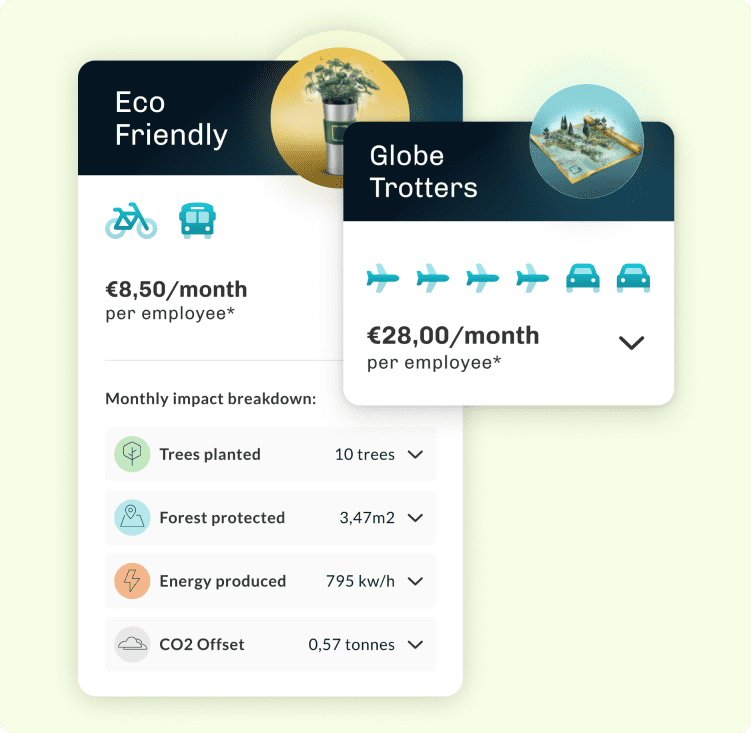 Eco
Friendly
€8,50/month
per employee*
Monthly impact breakdown:
Trees planted 10 trees
Forest protected 3,47m2
Energy produced 795 kw/h
CO2 Offset 0,57 tonnes
Globe
Trotters
€28,00/month
per employee*